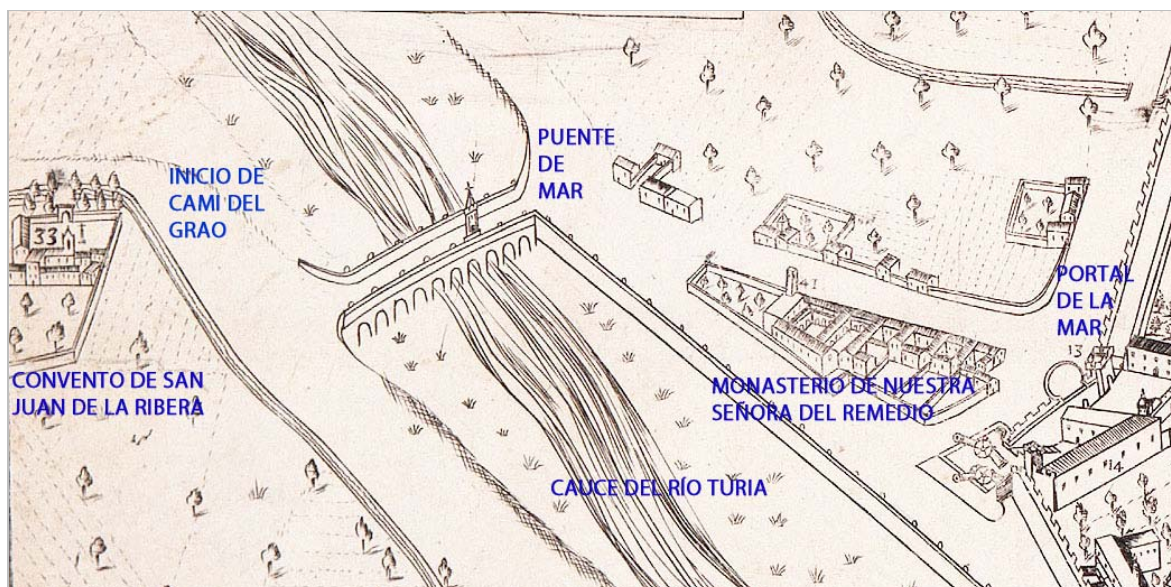 PUENTE
DE
MAR
INICIO DE
CAMI DEL
GRAO
33
41
PORTAL
DE LA
MAR
13
CONVENTO DE SAN
JUAN DE LA RIBERA
MONASTERIO DE NUESTRA
SEÑORA DEL REMEDIO
14
CAUCE DEL RÍO TURIA